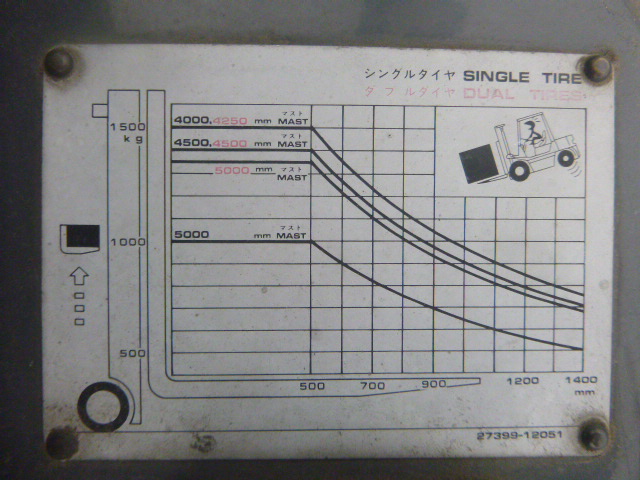 シングルタイヤ SINGLE TIRE
ダブルタイヤ DUAL TIRES
マスト
4000.4250 mm MAST
1500
kg
マスト
4500.4500 mm MAST
マスト
5000 mm MAST
マスト
5000 mm MAST
1000
500
500 700 900 1200 1400
mm
27399-12051